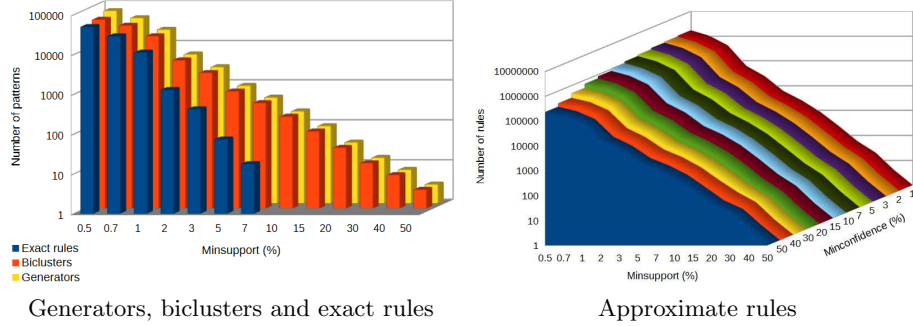 100000
10000
1000
100
10
1
Number of patterns
0.5 0.7 1 2 3 5 7 10 15 20 30 40 50
Minsupport (%)
Exact rules
Biclusters
Generators
Generators, biclusters and exact rules
10000000
1000000
100000
10000
1000
100
10
1
Number of rules
0.5 0.7 1 2 3 5 7 10 15 20 30 40 50
Minsupport (%)
50 40 30 20 15 10 7 5 3 2 1
Minconfidence (%)
Approximate rules